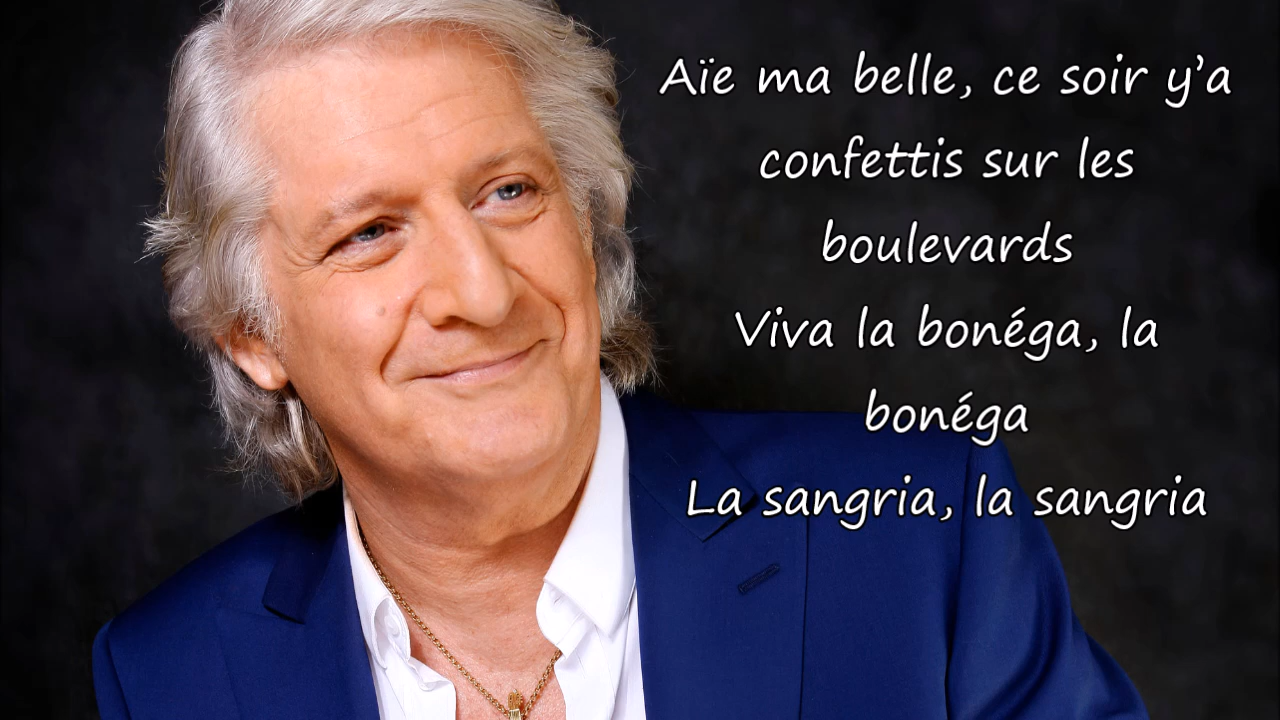 Aïe ma belle, ce soir y’a
confettis sur les
boulevards
Viva la bonéga, la
bonéga
La sangria, la sangria